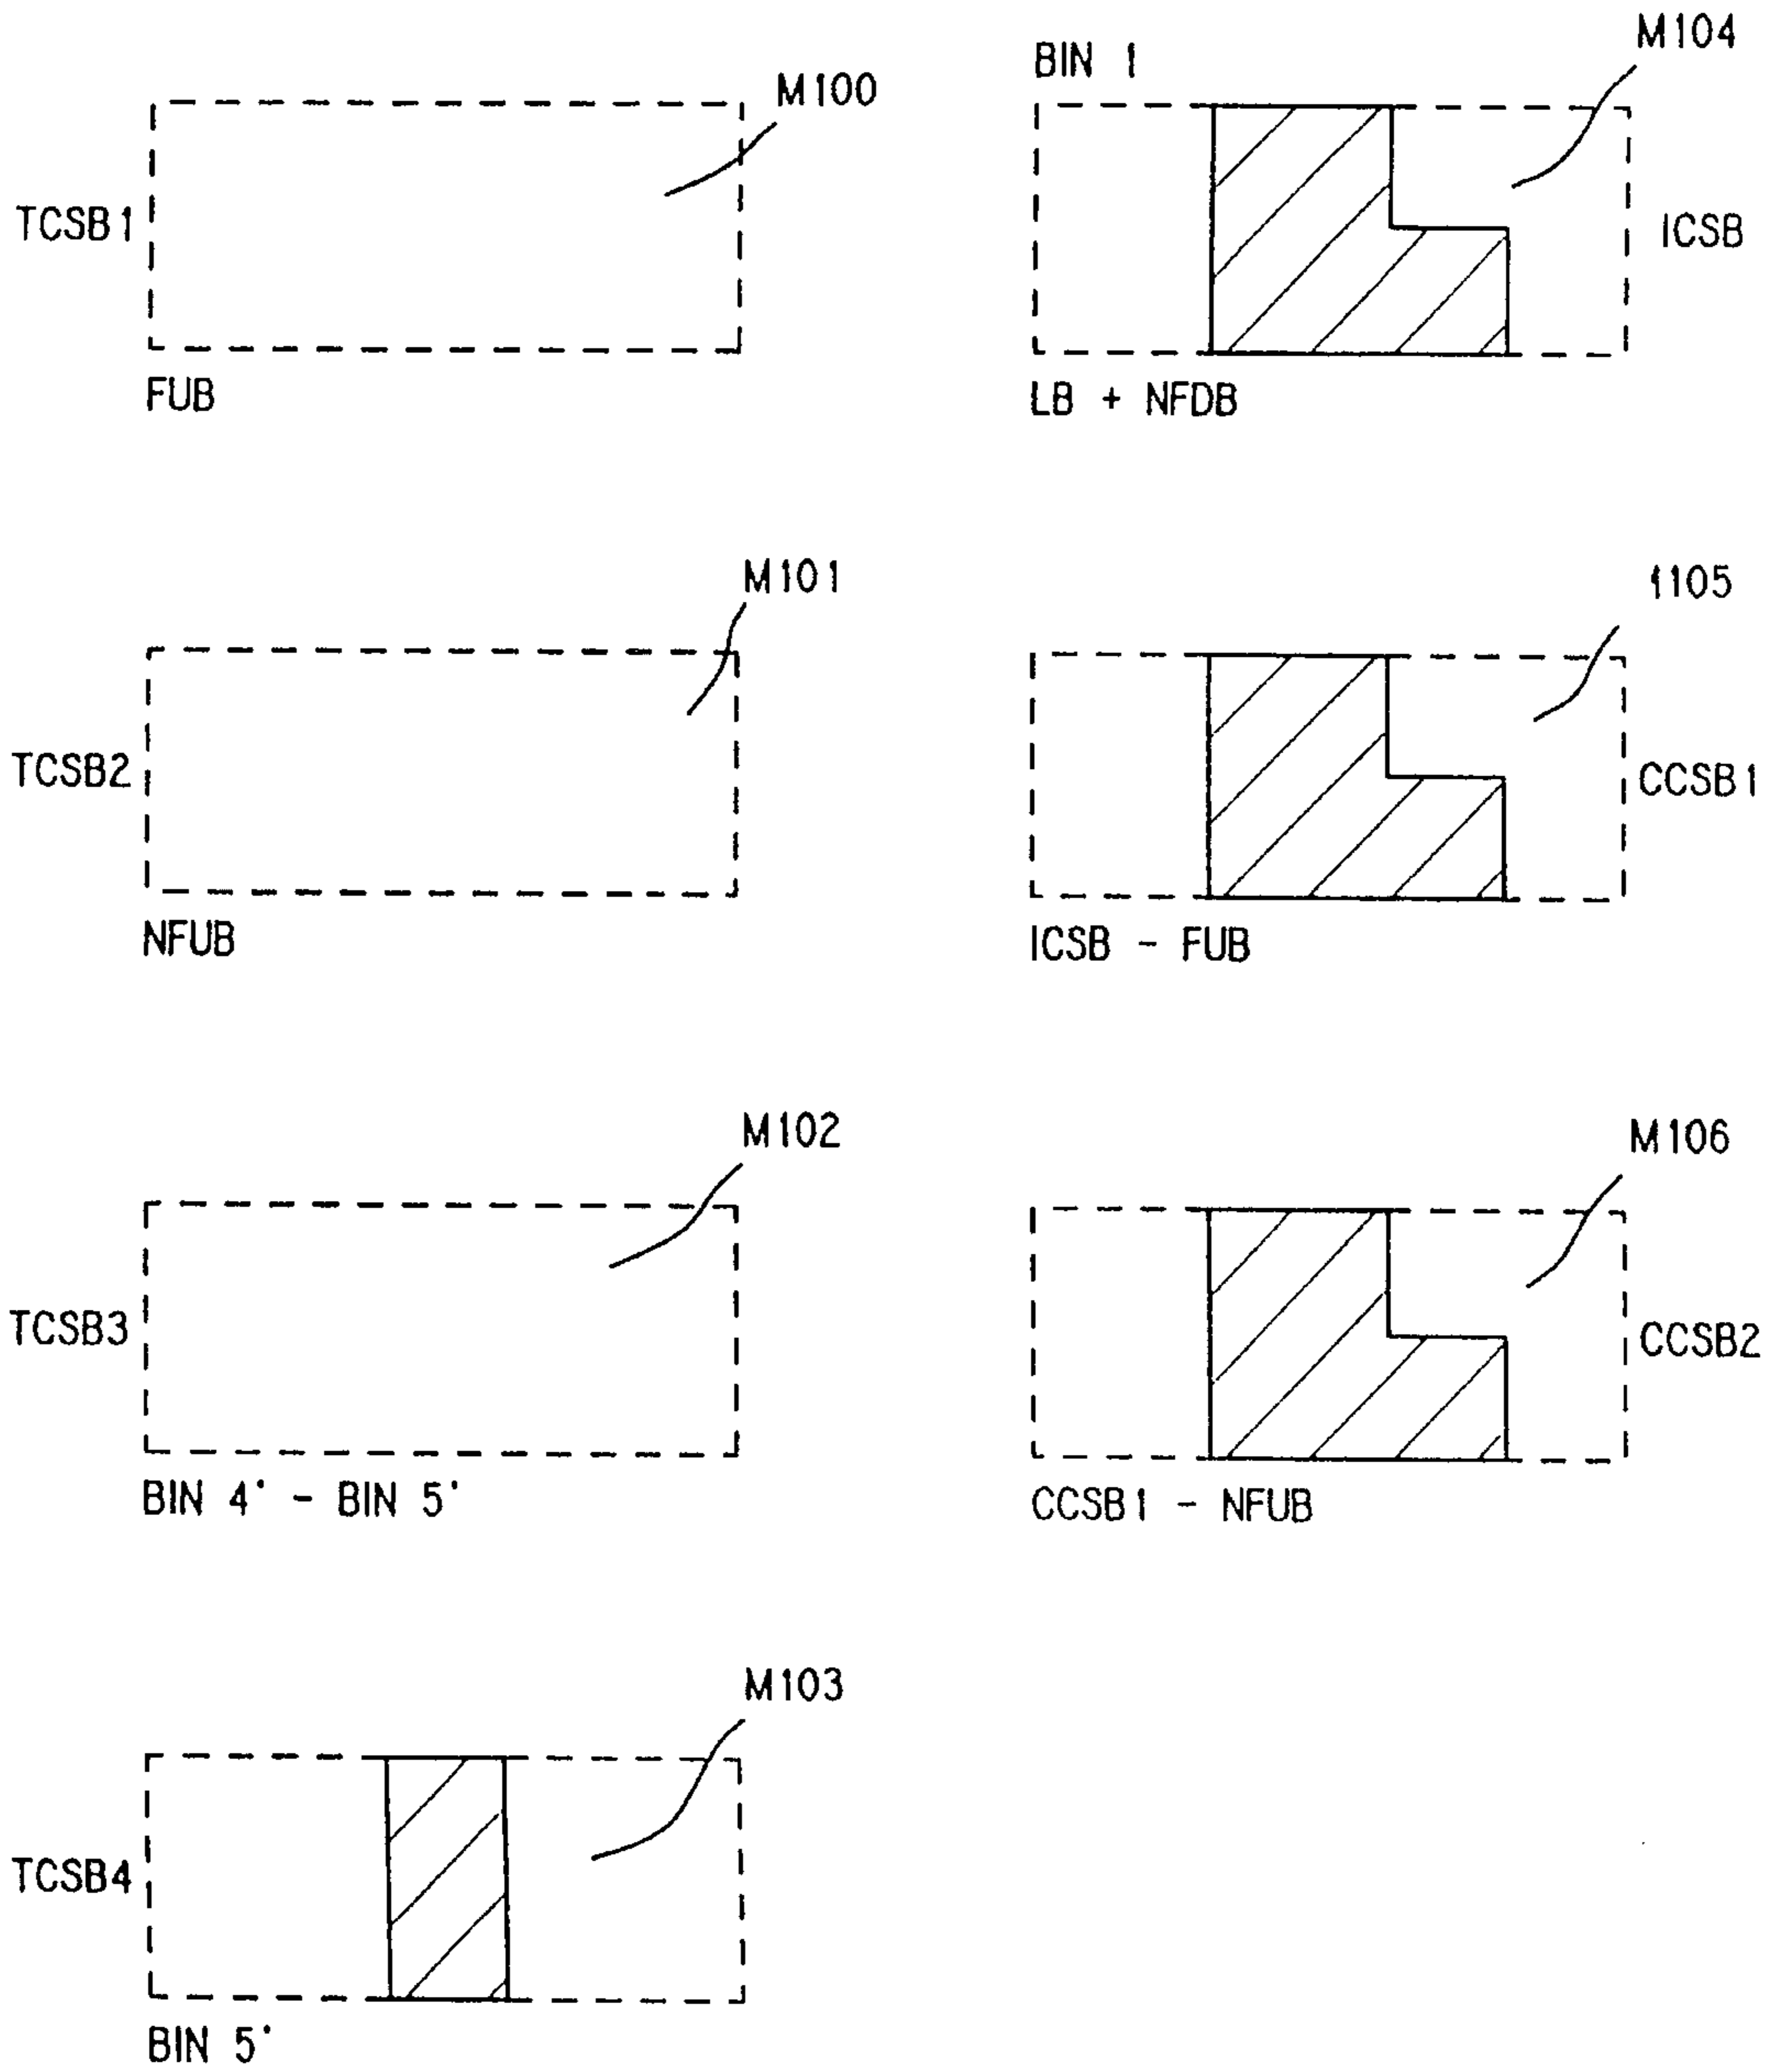 M100
TCSB1
FUB
BIN 1
M104
ICSB
LB + NFDB
M101
TCSB2
NFUB
1105
CCSB1
ICSB - FUB
M102
TCSB3
BIN 4' - BIN 5'
M106
CCSB2
CCSB1 - NFUB
M103
TCSB4
BIN 5'